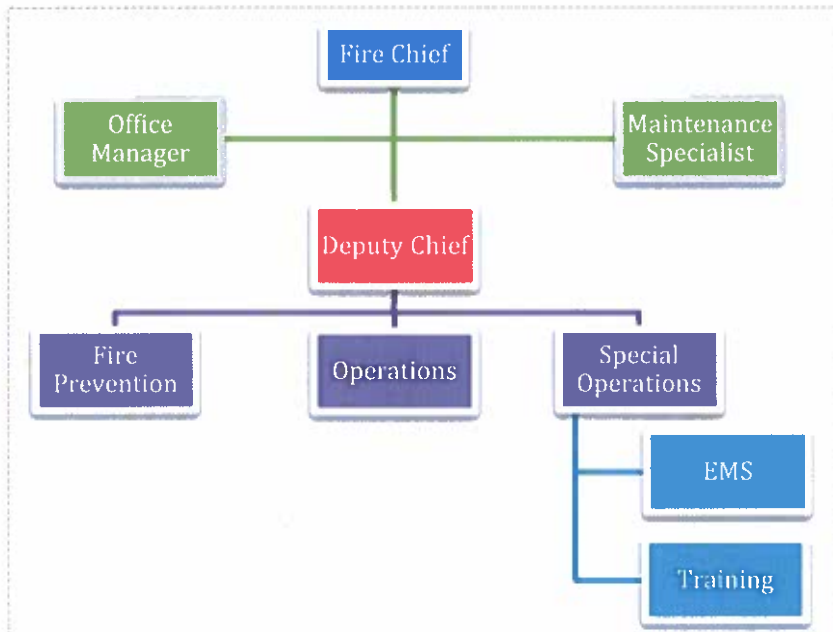 Fire Chief
Office
Manager
Maintenance
Specialist
Deputy Chief
Fire
Prevention
Operations
Special
Operations
EMS
Training